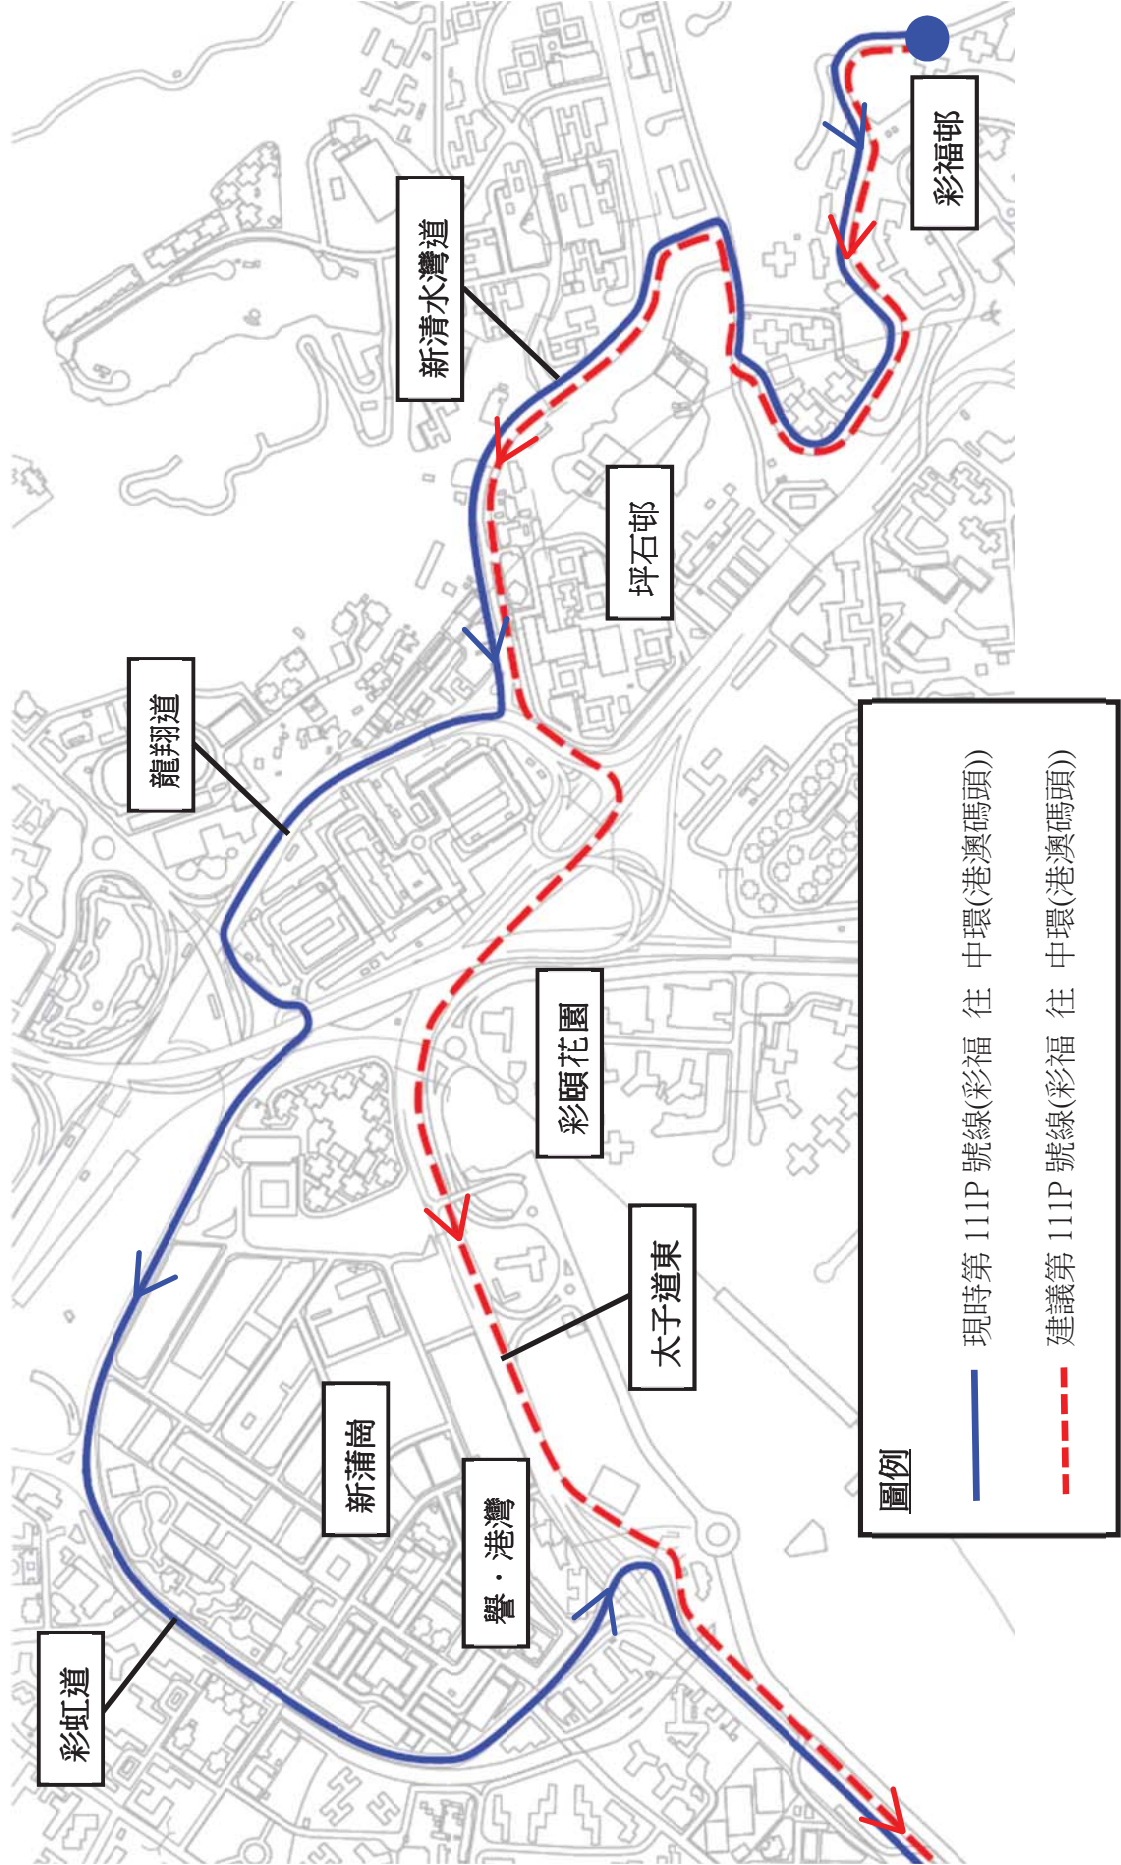 彩虹道
龍翔道
新蒲崗
新清水灣道
譽．港灣
彩頤花園
坪石邨
太子道東
彩福邨
圖例
現時第 111P 號線(彩福 往 中環(港澳碼頭))
建議第 111P 號線(彩福 往 中環(港澳碼頭))